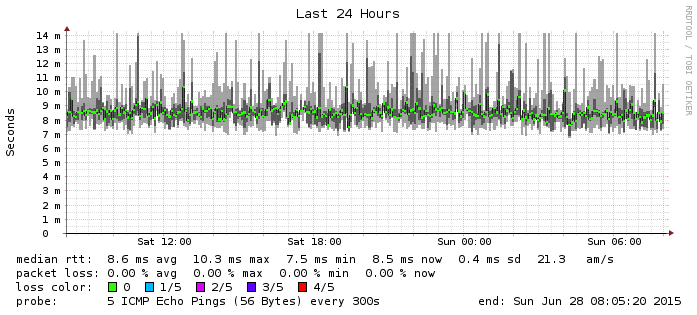 Last 24 Hours
RRDTOOL / TOBI OETIKER
Seconds
14 m
13 m
12 m
11 m
10 m
9 m
8 m
7 m
6 m
5 m
4 m
3 m
2 m
1 m
0
Sat 12:00 Sat 18:00 Sun 00:00 Sun 06:00
median rtt: 8.6 ms avg 10.3 ms max 7.5 ms min 8.5 ms now 0.4 ms sd 21.3 am/s
packet loss: 0.00 % avg 0.00 % max 0.00 % min 0.00 % now
loss color: 0 1/5 2/5 3/5 4/5
probe: 5 ICMP Echo Pings (56 Bytes) every 300s end: Sun Jun 28 08:05:20 2015